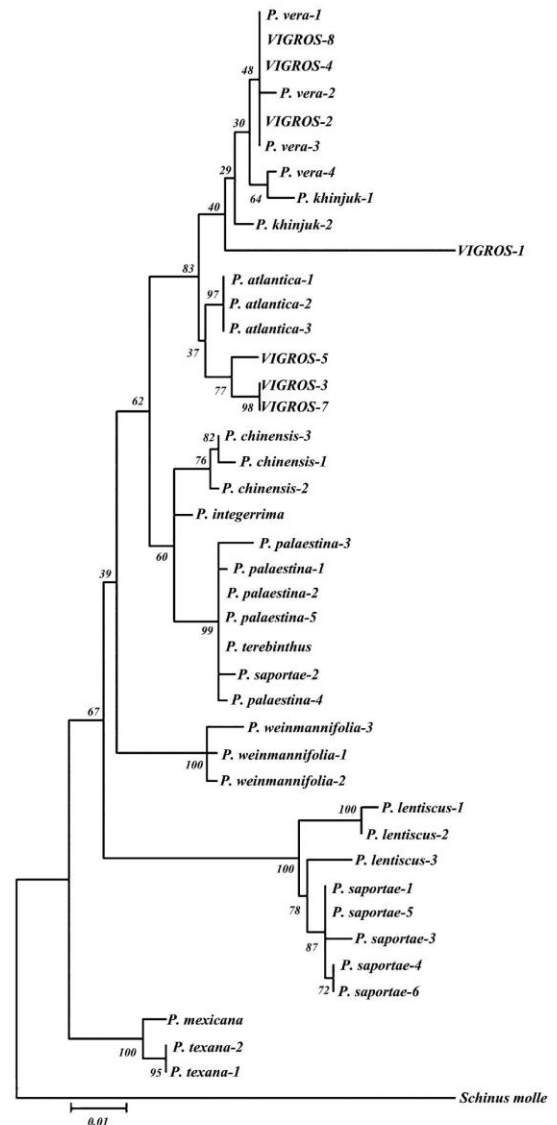 P. vera-1
VIGROS-8
VIGROS-4
48
P. vera-2
VIGROS-2
30
P. vera-3
P. vera-4
29
64
P. khinjuk-1
40
P. khinjuk-2
VIGROS-1
83
P. atlantica-1
97
P. atlantica-2
P. atlantica-3
37
VIGROS-5
77
VIGROS-3
98
VIGROS-7
62
82
P. chinensis-3
76
P. chinensis-1
P. chinensis-2
P. integerrima
60
P. palaestina-3
P. palaestina-1
39
P. palaestina-2
P. palaestina-5
99
P. terebinthus
P. saportae-2
P. palaestina-4
67
P. weinmannifolia-3
P. weinmannifolia-1
100
P. weinmannifolia-2
100
P. lentiscus-1
P. lentiscus-2
100
P. lentiscus-3
P. saportae-1
78
P. saportae-5
P. saportae-3
87
P. saportae-4
72
P. saportae-6
P. mexicana
100
P. texana-2
95
P. texana-1
Schinus molle
0.01